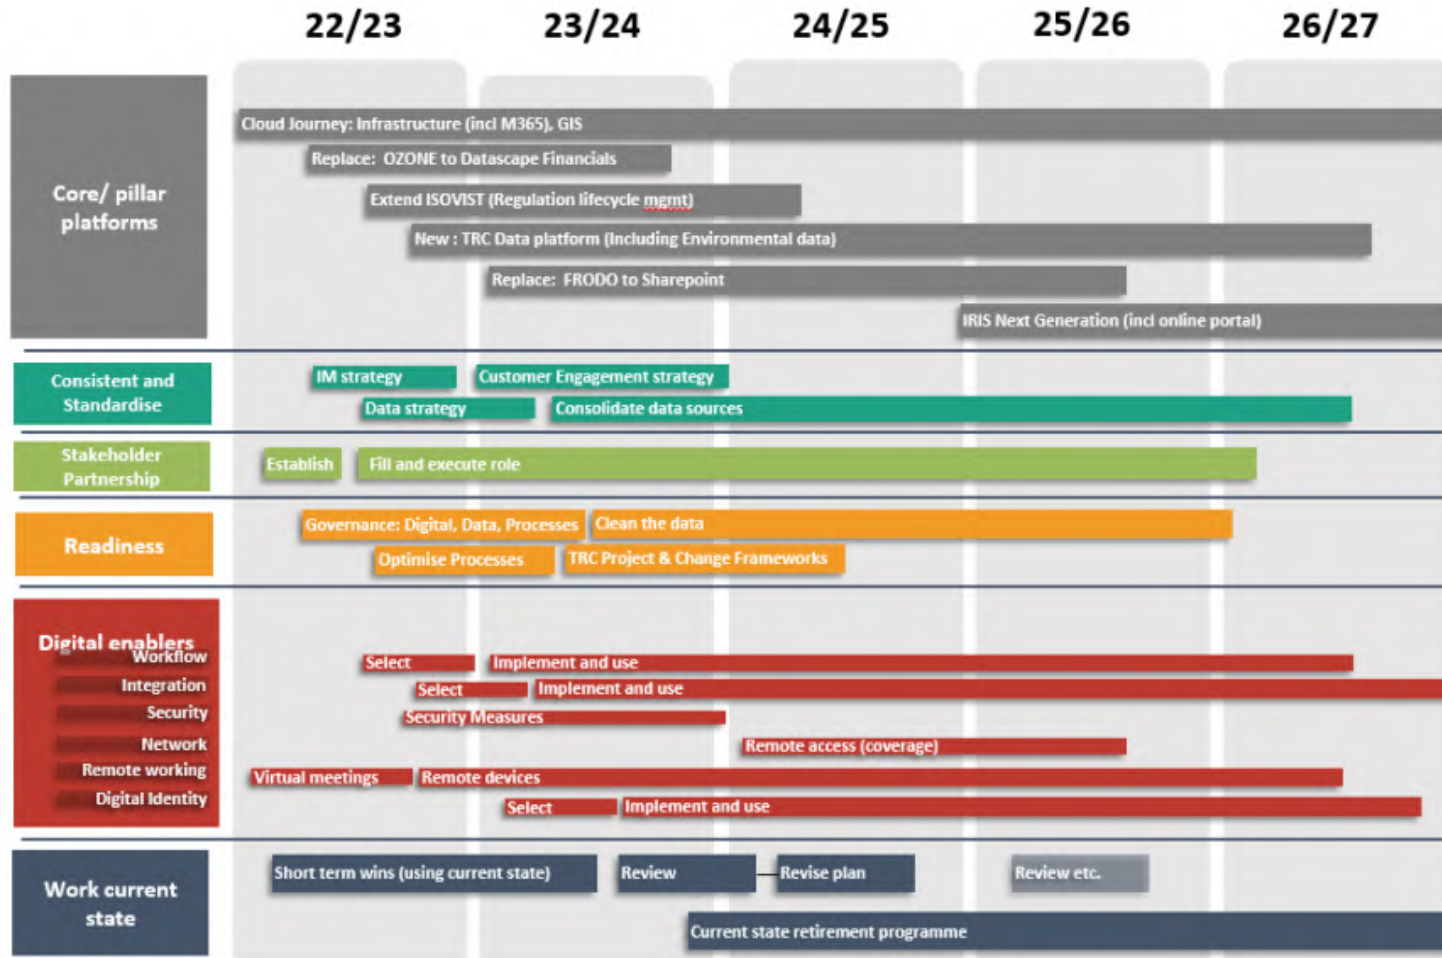 22/23 23/24 24/25 25/26 26/27
Core/ pillar
platforms
Cloud Journey: Infrastructure (incl M365), GIS
Replace: OZONE to Datascape Financials
Extend ISOVIST (Regulation lifecycle mgmt)
New : TRC Data platform (Including Environmental data)
Replace: FRODO to Sharepoint
IRIS Next Generation (incl online portal)
Consistent and
Standardise
IM strategy Customer Engagement strategy
Data strategy Consolidate data sources
Stakeholder
Partnership
Establish Fill and execute role
Readiness
Governance: Digital, Data, Processes Clean the data
Optimise Processes TRC Project & Change Frameworks
Digital enablers
Workflow Select Implement and use
Integration Select Implement and use
Security Security Measures
Network Remote access (coverage)
Remote working Virtual meetings Remote devices
Digital Identity Select Implement and use
Work current
state
Short term wins (using current state) Review Revise plan Review etc.
Current state retirement programme